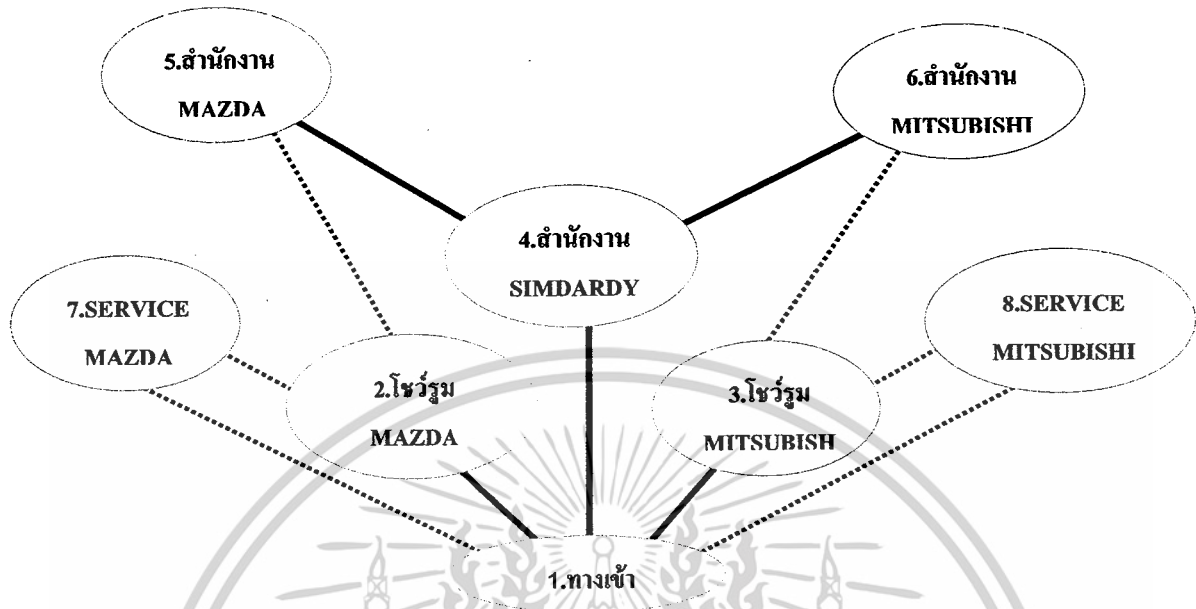 5.สำนักงาน
MAZDA
6.สำนักงาน
MITSUBISHI
4.สำนักงาน
SIMDARDY
7.SERVICE
MAZDA
8.SERVICE
MITSUBISHI
2.โชว์รูม
MAZDA
3.โชว์รูม
MITSUBISH
1.ทางเข้า